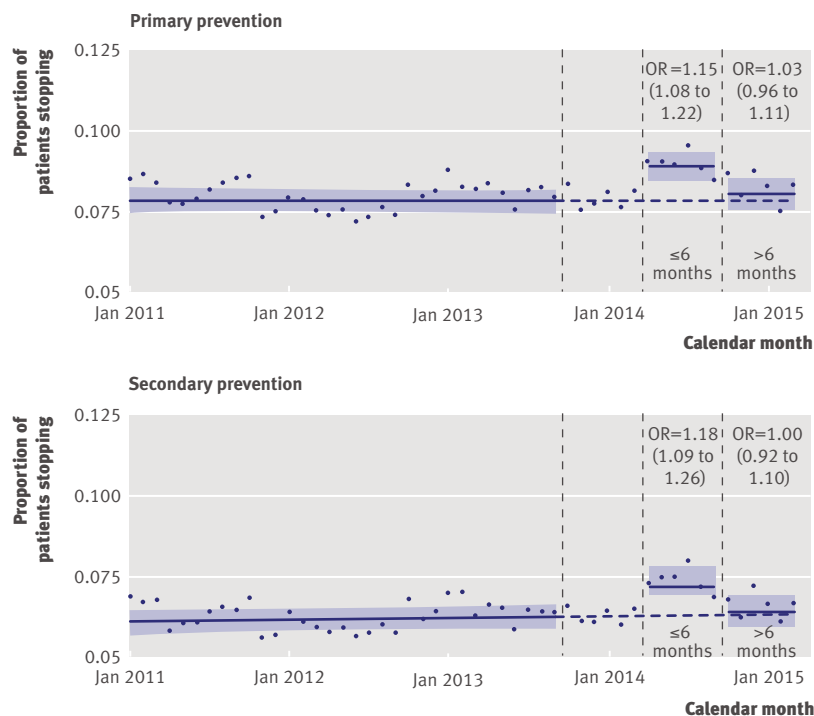 Primary prevention
Proportion of
patients stopping
0.125
0.100
0.075
0.05
OR=1.15
(1.08 to
1.22)
OR=1.03
(0.96 to
1.11)
≤6
months
>6
months
Jan 2011
Jan 2012
Jan 2013
Jan 2014
Jan 2015
Calendar month
Secondary prevention
Proportion of
patients stopping
0.125
0.100
0.075
0.05
OR=1.18
(1.09 to
1.26)
OR=1.00
(0.92 to
1.10)
≤6
months
>6
months
Jan 2011
Jan 2012
Jan 2013
Jan 2014
Jan 2015
Calendar month